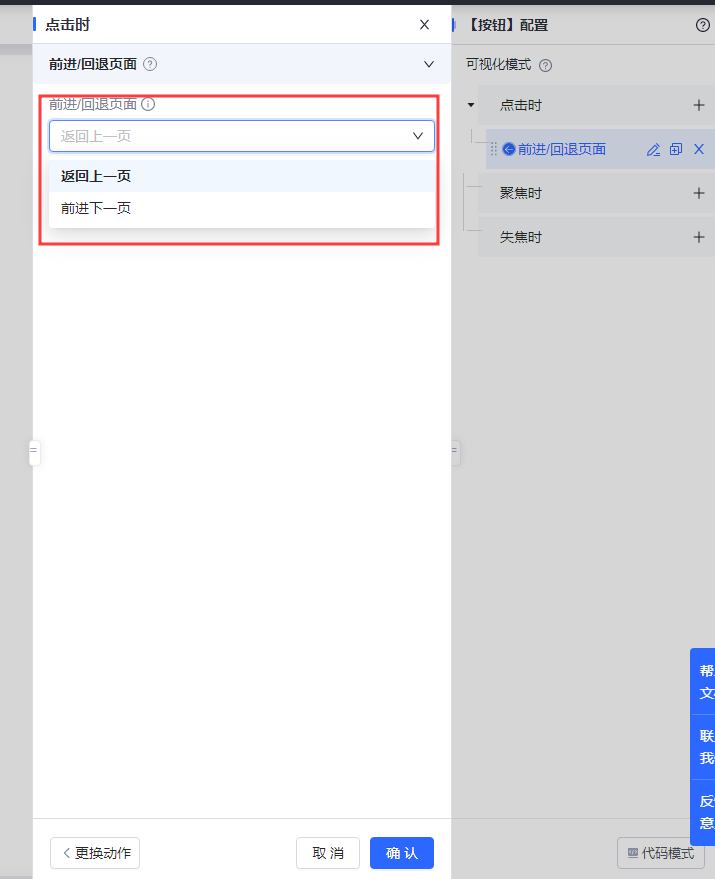 点击时
前进/回退页面
前进/回退页面
返回上一页
返回上一页
前进下一页
更换动作
取 消
确 认
【按钮】配置
可视化模式
点击时
前进/回退页面
聚焦时
失焦时
帮
文
联
我
反
意
代码模式